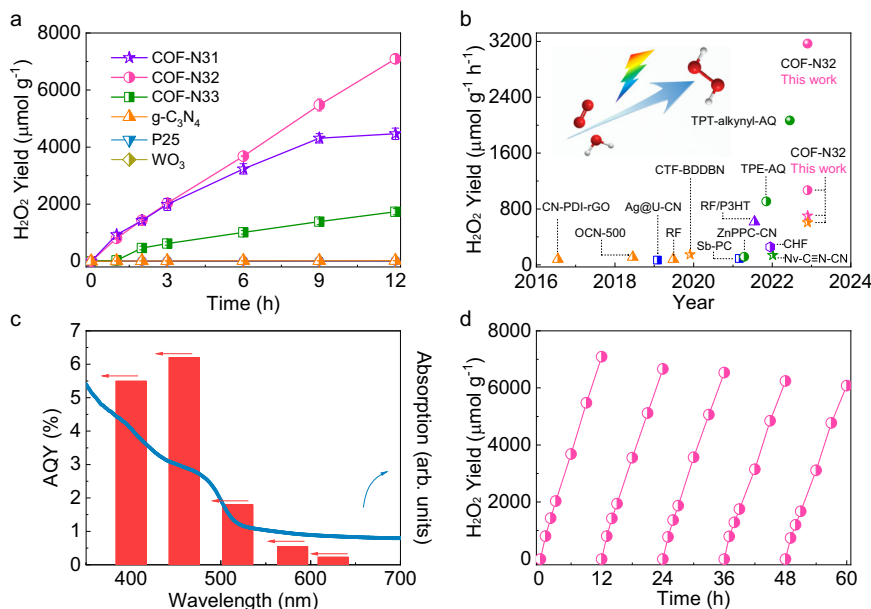 a
H₂O₂ Yield (μmol g⁻¹)
8000
6000
4000
2000
0
COF-N31
COF-N32
COF-N33
g-C₃N₄
P25
WO₃
0 3 6 9 12
Time (h)
b
H₂O₂ Yield (μmol g⁻¹ h⁻¹)
3200
2400
1600
800
0
COF-N32
This work
TPT-alkynyl-AQ
COF-N32
This work
CTF-BDDBN
TPE-AQ
-CN-PDI-rGO
Ag@U-CN
RF/P3HT
OCN-500
RF
Sb-PC
ZnPPC-CN
CHF
Nv-C≡N-CN
2016 2018 2020 2022 2024
Year
c
AQY (%)
7
6
5
4
3
2
1
0
Absorption (arb. units)
400 500 600 700
Wavelength (nm)
d
H₂O₂ Yield (μmol g⁻¹)
8000
6000
4000
2000
0
0 12 24 36 48 60
Time (h)